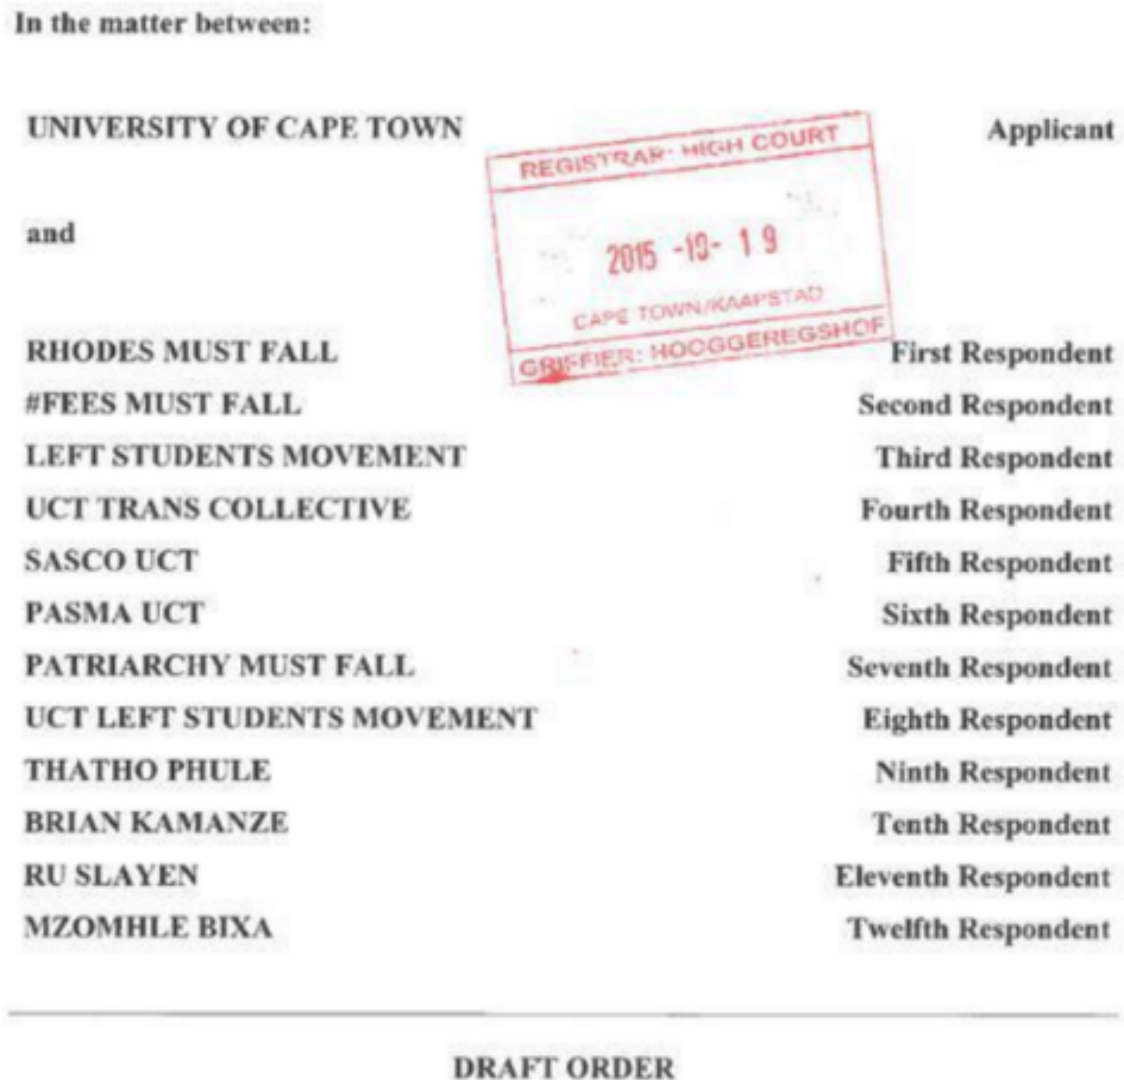 In the matter between:
UNIVERSITY OF CAPE TOWN Applicant
REGISTRAR: HIGH COURT
and
2015 -10- 19
CAPE TOWN/KAAPSTAD
GRIFFIER: HOOGGEREGSHOF
RHODES MUST FALL First Respondent
#FEES MUST FALL Second Respondent
LEFT STUDENTS MOVEMENT Third Respondent
UCT TRANS COLLECTIVE Fourth Respondent
SASCO UCT Fifth Respondent
PASMA UCT Sixth Respondent
PATRIARCHY MUST FALL Seventh Respondent
UCT LEFT STUDENTS MOVEMENT Eighth Respondent
THATHO PHULE Ninth Respondent
BRIAN KAMANZE Tenth Respondent
RU SLAYEN Eleventh Respondent
MZOMHLE BIXA Twelfth Respondent
DRAFT ORDER